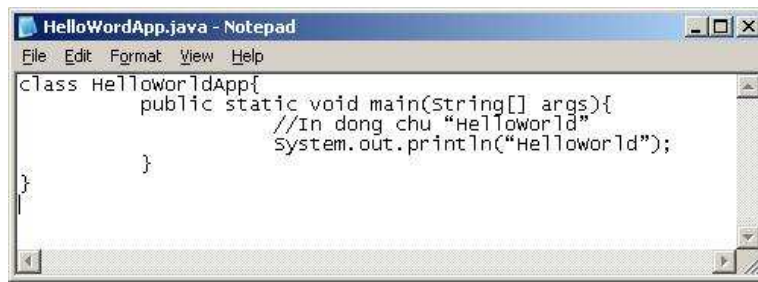 HelloWordApp.java - Notepad
File Edit Format View Help
class HelloWorldApp{
public static void main(String[] args){
//In dong chu “HelloWorld”
System.out.println(“HelloWorld”);
}
}